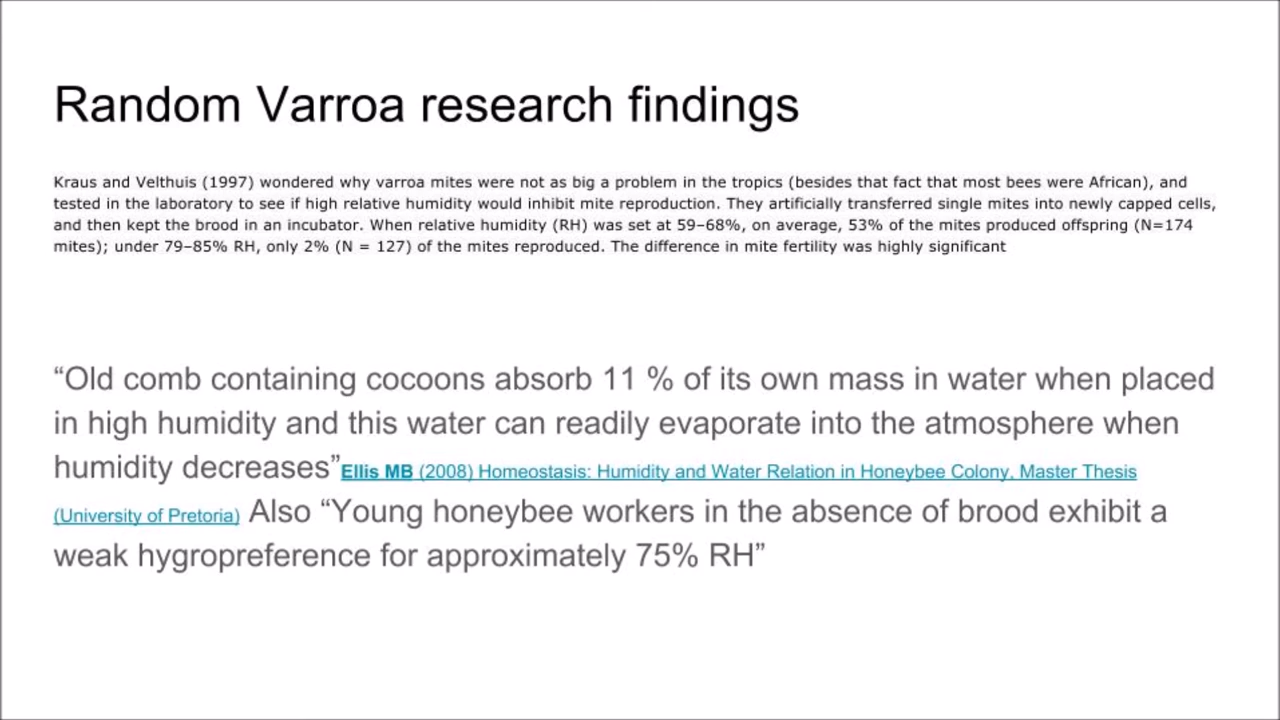 Random Varroa research findings
Kraus and Velthuis (1997) wondered why varroa mites were not as big a problem in the tropics (besides that fact that most bees were African), and
tested in the laboratory to see if high relative humidity would inhibit mite reproduction. They artificially transferred single mites into newly capped cells,
and then kept the brood in an incubator. When relative humidity (RH) was set at 59–68%, on average, 53% of the mites produced offspring (N=174
mites); under 79–85% RH, only 2% (N = 127) of the mites reproduced. The difference in mite fertility was highly significant
“Old comb containing cocoons absorb 11 % of its own mass in water when placed
in high humidity and this water can readily evaporate into the atmosphere when
humidity decreases”Ellis MB (2008) Homeostasis: Humidity and Water Relation in Honeybee Colony, Master Thesis
(University of Pretoria) Also “Young honeybee workers in the absence of brood exhibit a
weak hygropreference for approximately 75% RH”